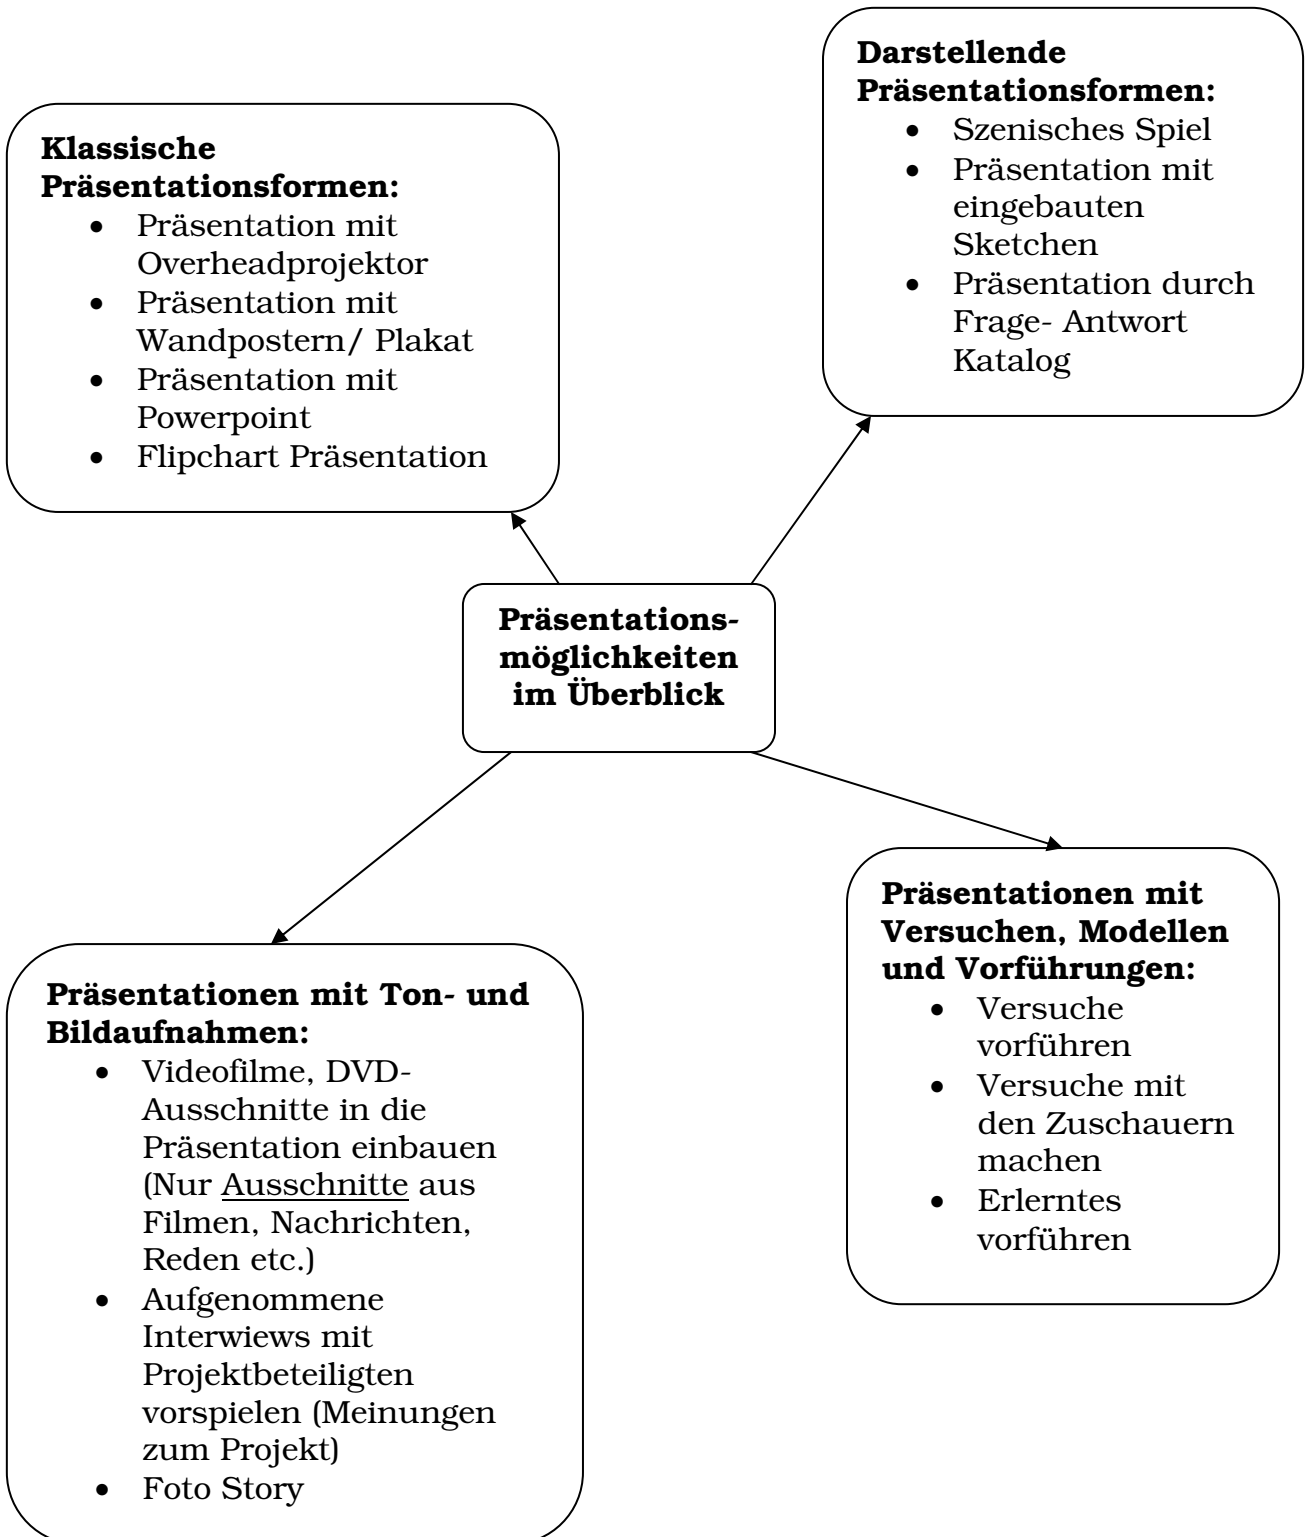 Klassische
Präsentationsformen:
• Präsentation mit
Overheadprojektor
• Präsentation mit
Wandpostern/ Plakat
• Präsentation mit
Powerpoint
• Flipchart Präsentation
Darstellende
Präsentationsformen:
• Szenisches Spiel
• Präsentation mit
eingebauten
Sketchen
• Präsentation durch
Frage- Antwort
Katalog
Präsentations-
möglichkeiten
im Überblick
Präsentationen mit Ton- und
Bildaufnahmen:
• Videofilme, DVD-
Ausschnitte in die
Präsentation einbauen
(Nur Ausschnitte aus
Filmen, Nachrichten,
Reden etc.)
• Aufgenommene
Interwiews mit
Projektbeteiligten
vorspielen (Meinungen
zum Projekt)
• Foto Story
Präsentationen mit
Versuchen, Modellen
und Vorführungen:
• Versuche
vorführen
• Versuche mit
den Zuschauern
machen
• Erlerntes
vorführen